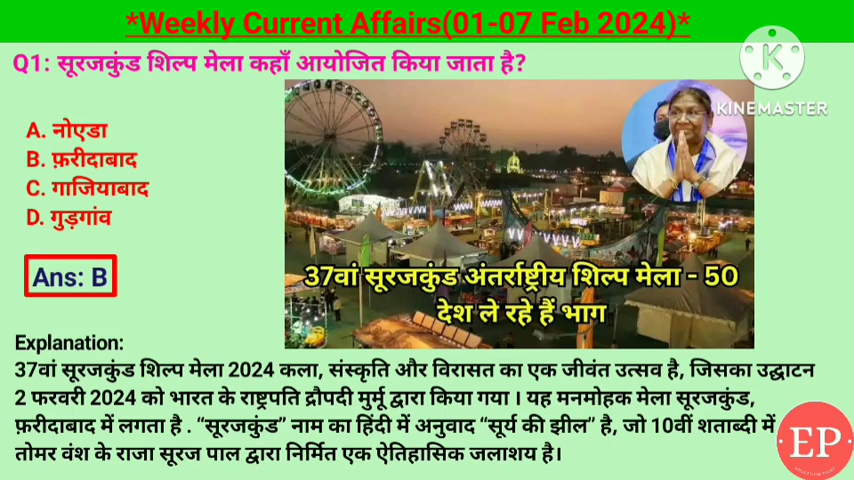 *Weekly Current Affairs(01-07 Feb 2024)*
Q1: सूरजकुंड शिल्प मेला कहाँ आयोजित किया जाता है?
KINEMASTER
A. नोएडा
B. फ़रीदाबाद
C. गाजियाबाद
D. गुड़गांव
Ans: B
37वां सूरजकुंड अंतर्राष्ट्रीय शिल्प मेला - 50
देश ले रहे हैं भाग
Explanation:
37वां सूरजकुंड शिल्प मेला 2024 कला, संस्कृति और विरासत का एक जीवंत उत्सव है, जिसका उद्घाटन
2 फरवरी 2024 को भारत के राष्ट्रपति द्रौपदी मुर्मू द्वारा किया गया । यह मनमोहक मेला सूरजकुंड,
फ़रीदाबाद में लगता है . “सूरजकुंड” नाम का हिंदी में अनुवाद “सूर्य की झील” है, जो 10वीं शताब्दी में
तोमर वंश के राजा सूरज पाल द्वारा निर्मित एक ऐतिहासिक जलाशय है।
EP